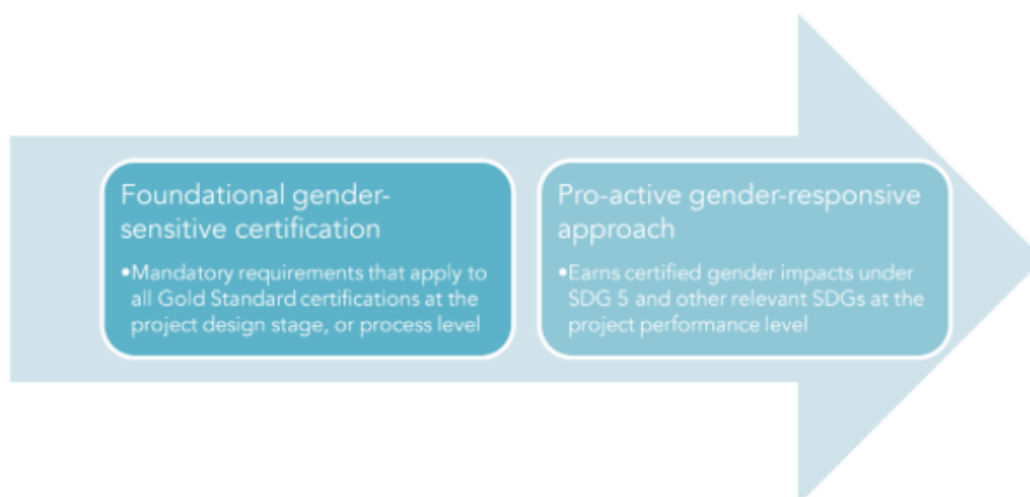 Foundational gender-
sensitive certification
•Mandatory requirements that apply to
all Gold Standard certifications at the
project design stage, or process level
Pro-active gender-responsive
approach
•Earns certified gender impacts under
SDG 5 and other relevant SDGs at the
project performance level